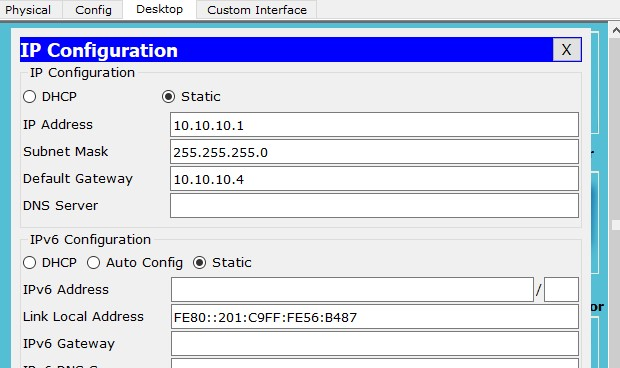 Physical Config Desktop Custom Interface
IP Configuration X
IP Configuration
DHCP Static
IP Address 10.10.10.1
Subnet Mask 255.255.255.0
Default Gateway 10.10.10.4
DNS Server
IPv6 Configuration
DHCP Auto Config Static
IPv6 Address /
Link Local Address FE80::201:C9FF:FE56:B487
IPv6 Gateway
or